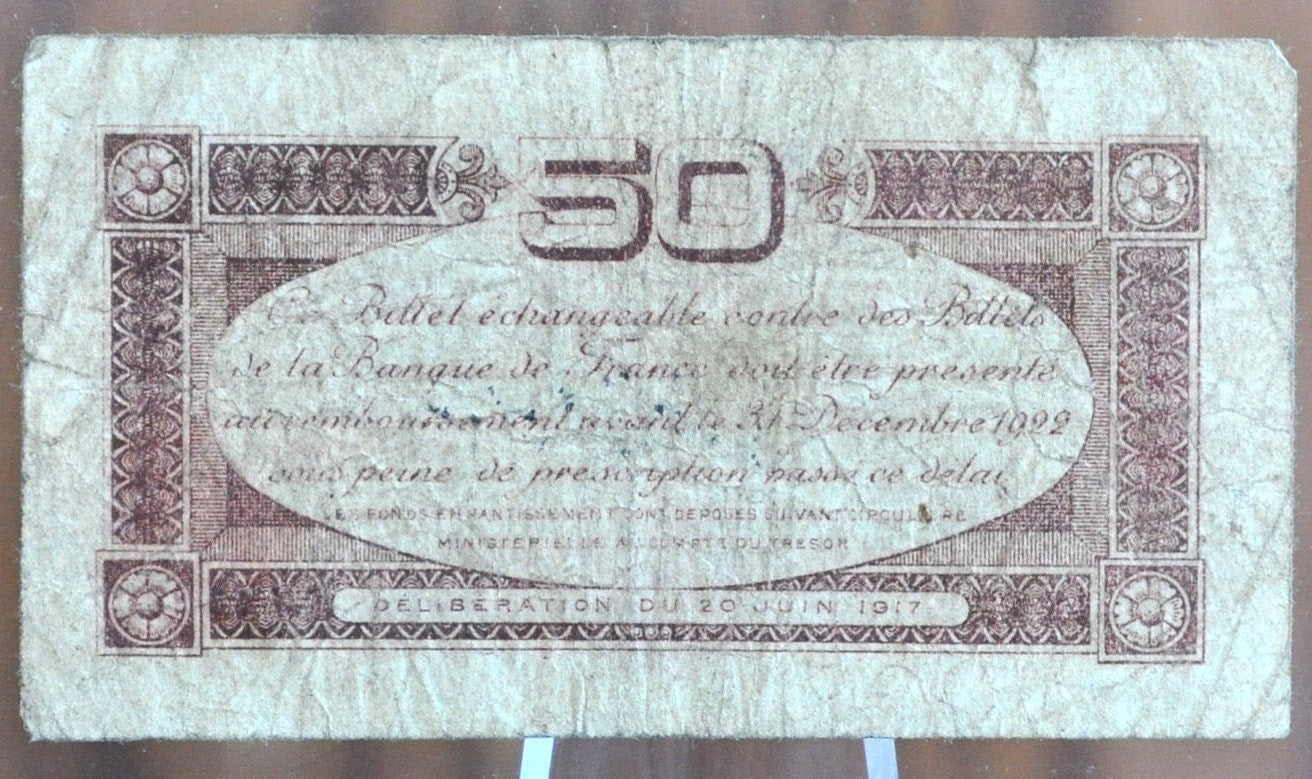 50
Ce Billet échangeable contre des Billets
de la Banque de France doit être présenté
au remboursement avant le 31 Décembre 1922
sous peine de prescription passé ce délai
LES FONDS EN NANTISSEMENT SONT DEPOSES SUIVANT CIRCULAIRE
MINISTERIELLE AU COMPTE DU TRESOR
DÉLIBÉRATION DU 20 JUIN 1917